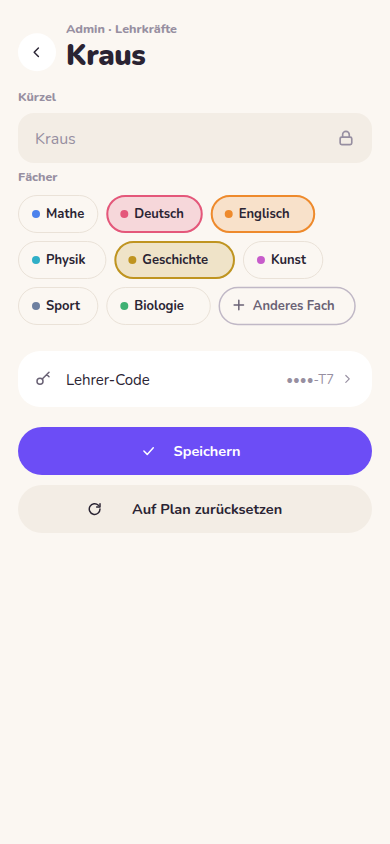 Admin · Lehrkräfte
Kraus
Kürzel
Kraus
Fächer
Mathe Deutsch Englisch
Physik Geschichte Kunst
Sport Biologie Anderes Fach
Lehrer-Code ••••-T7
Speichern
Auf Plan zurücksetzen